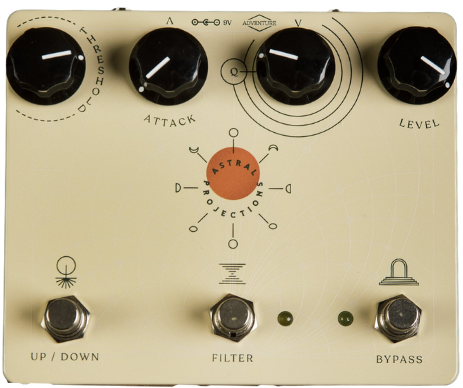 9V
ADVENTURE
THRESHOLD
Q
ATTACK
LEVEL
ASTRAL
PROJECTIONS
UP / DOWN
FILTER
BYPASS